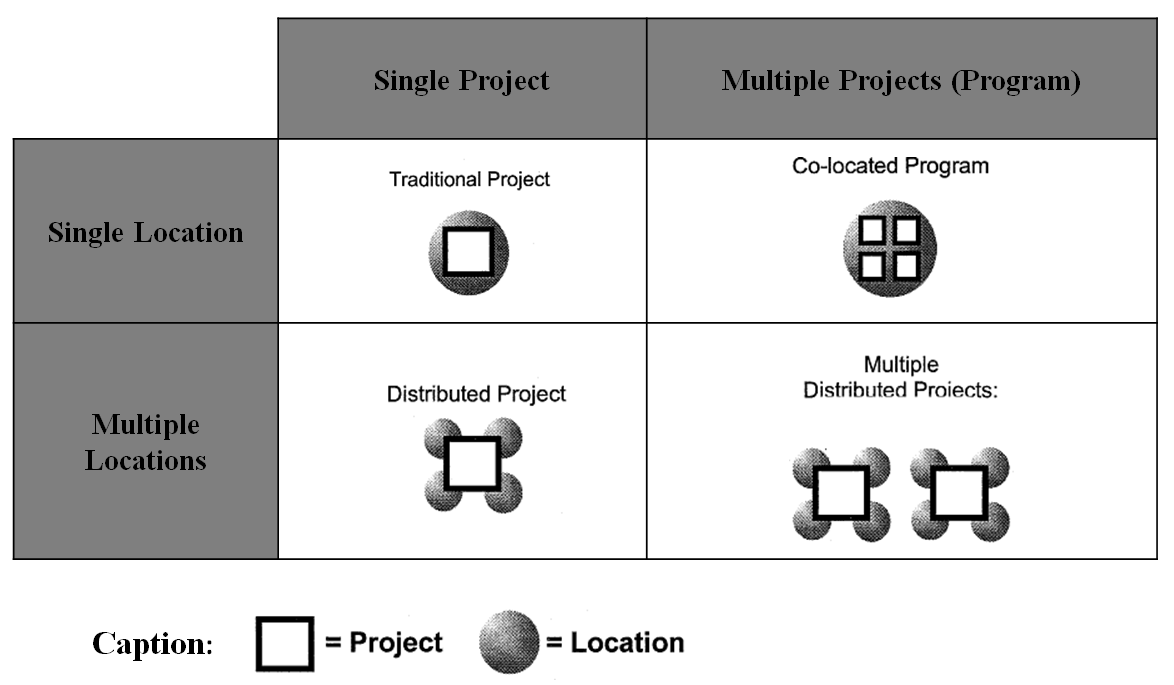 Single Project
Multiple Projects (Program)
Single Location
Traditional Project
Co-located Program
Multiple
Locations
Distributed Project
Multiple
Distributed Projects:
Caption:
= Project
= Location